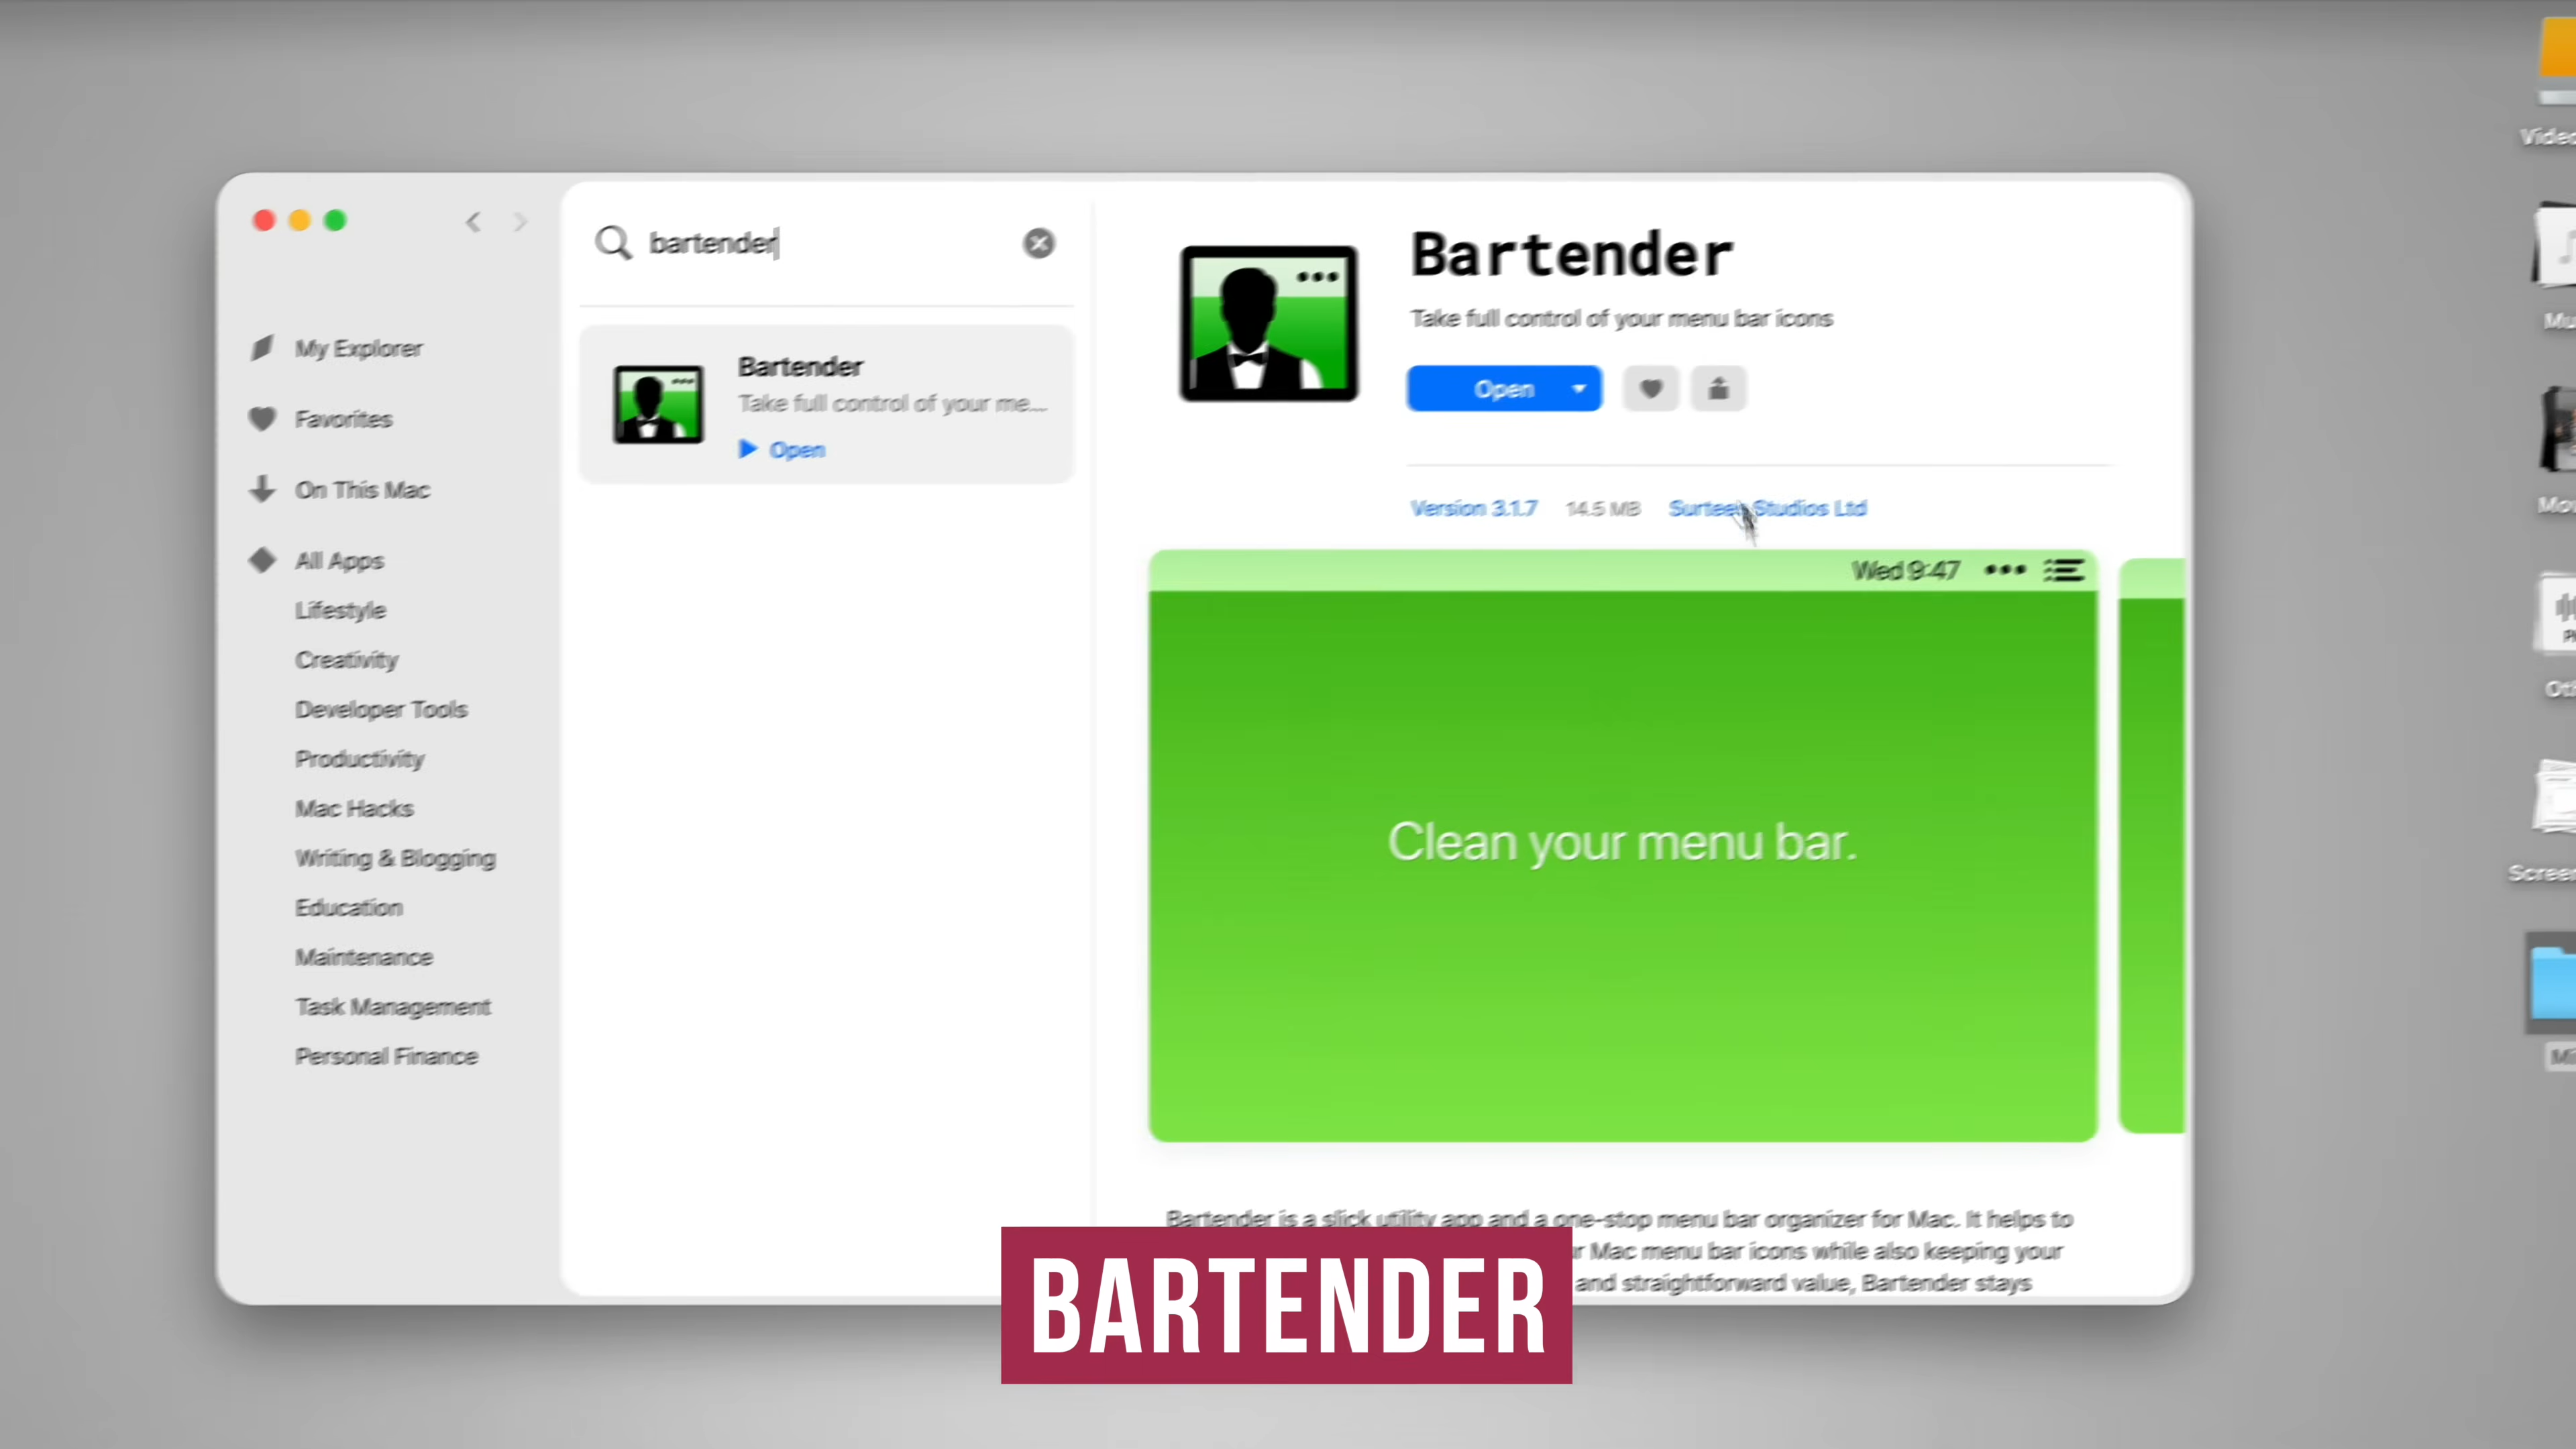 bartender
My Explorer
Favorites
On This Mac
All Apps
Lifestyle
Creativity
Developer Tools
Productivity
Mac Hacks
Writing & Blogging
Education
Maintenance
Task Management
Personal Finance
Bartender
Take full control of your me...
Open
Bartender
Take full control of your menu bar icons
Open
Version 3.1.7 14.5 MB Surtees Studios Ltd
Wed 9:47
Clean your menu bar.
Bartender is a slick utility app and a one-stop menu bar organizer for Mac. It helps to
Mac menu bar icons while also keeping your
and straightforward value, Bartender stays
BARTENDER